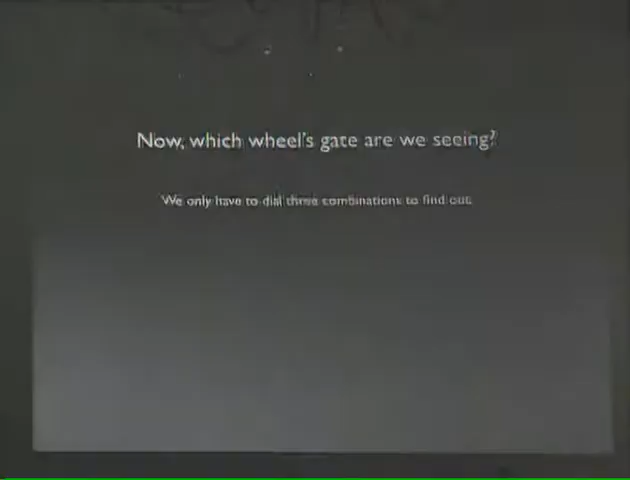 Now, which wheel's gate are we seeing?
We only have to dial three combinations to find out.